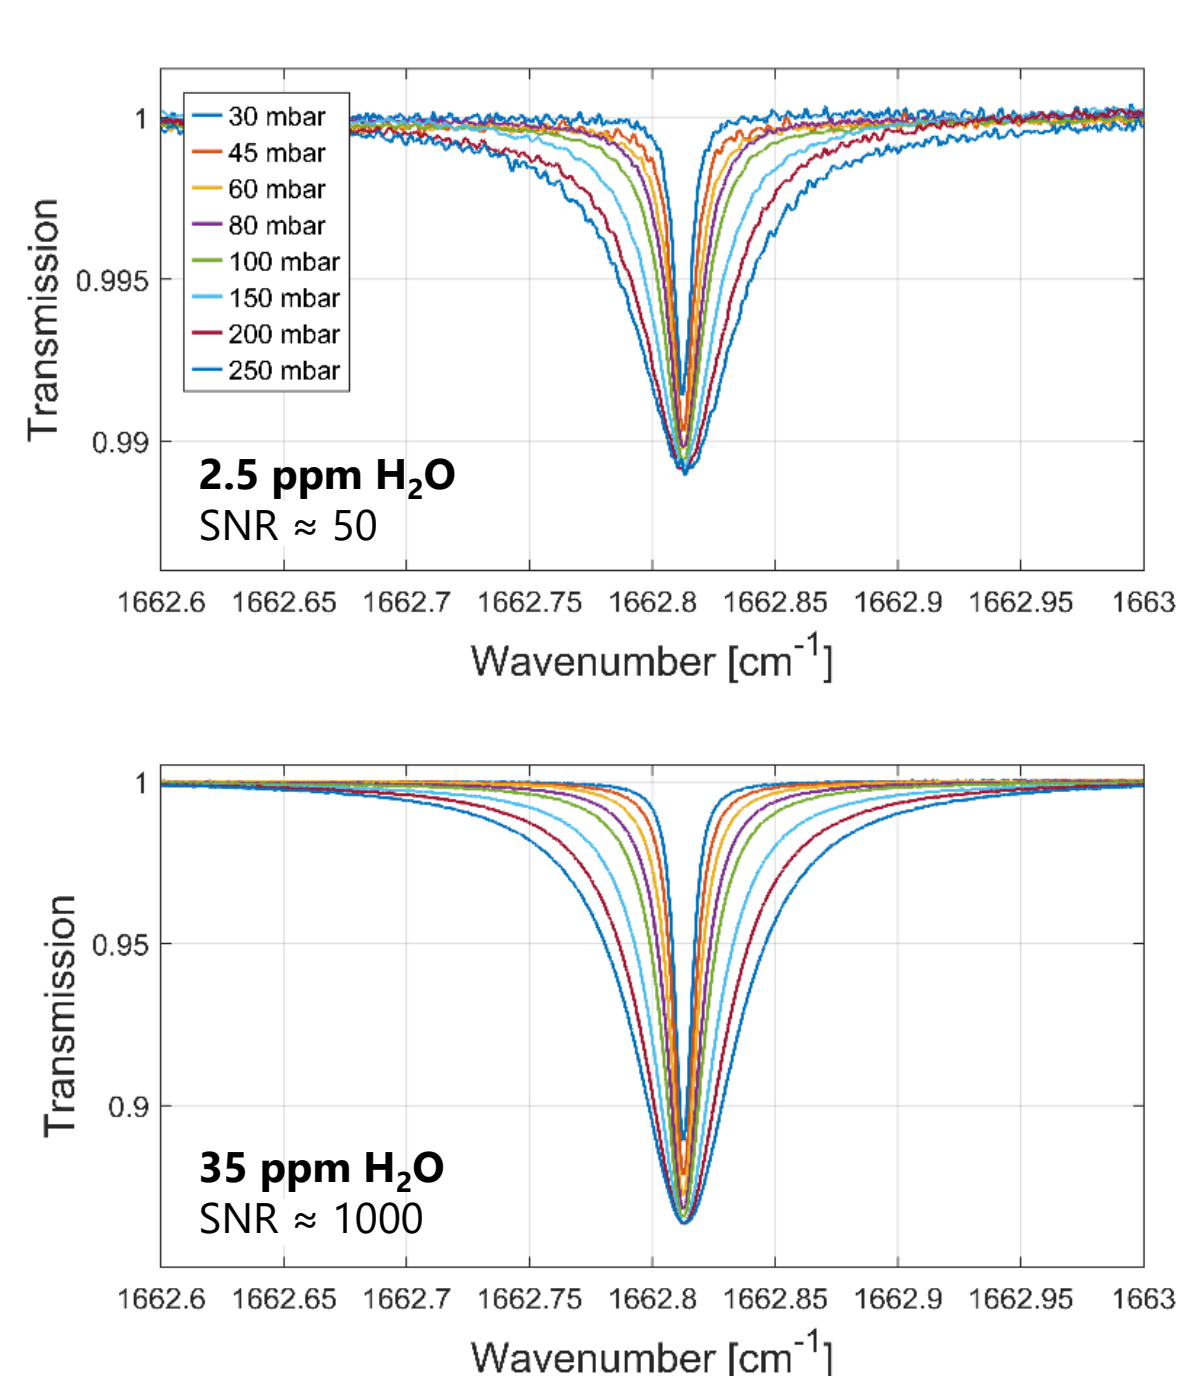 1
0.995
0.99
Transmission
30 mbar
45 mbar
60 mbar
80 mbar
100 mbar
150 mbar
200 mbar
250 mbar
2.5 ppm H₂O
SNR ≈ 50
1662.6 1662.65 1662.7 1662.75 1662.8 1662.85 1662.9 1662.95 1663
Wavenumber [cm⁻¹]
1
0.95
0.9
Transmission
35 ppm H₂O
SNR ≈ 1000
1662.6 1662.65 1662.7 1662.75 1662.8 1662.85 1662.9 1662.95 1663
Wavenumber [cm⁻¹]